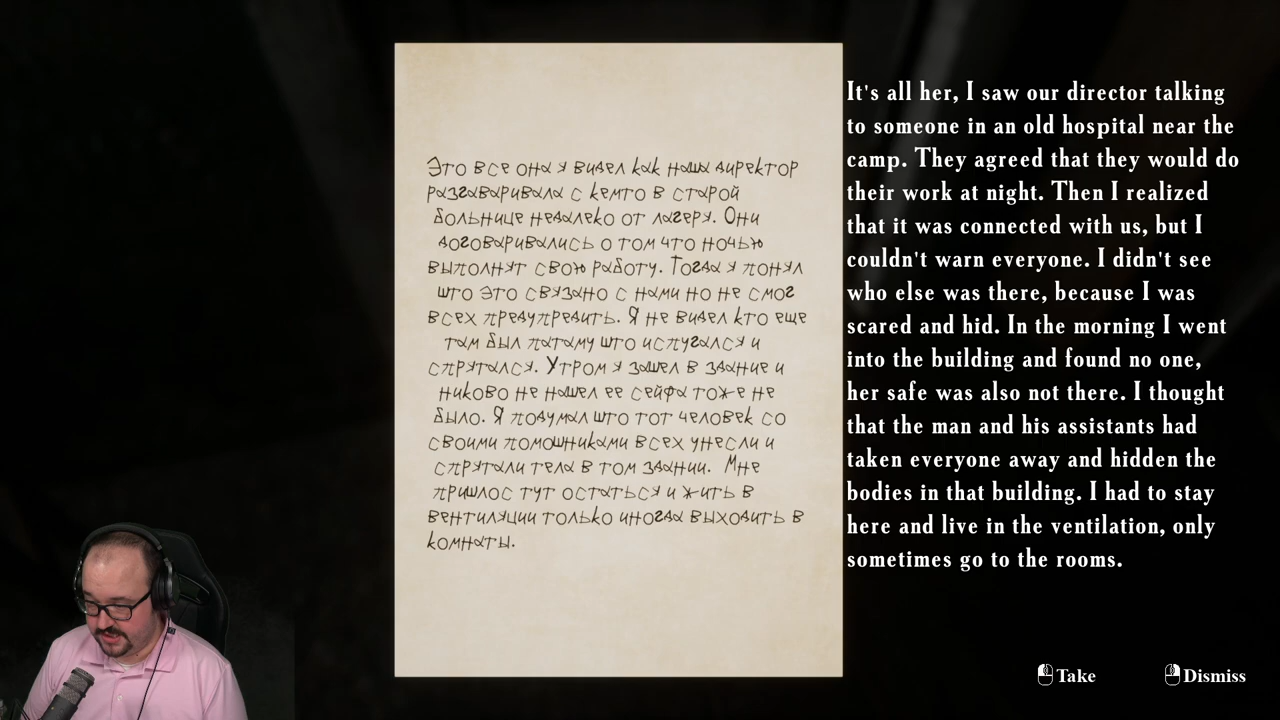 Это все она я видел как наша директор
разгаваривала с кемто в старой
больнице недалеко от лагеря. Они
договаривались о том что ночью
выполнят свою работу. Тогда я понял
што это связано с нами но не смог
всех предупредить. Я не видел кто еще
там был патаму што испугался и
спрятался. Утром я зашел в здание и
никово не нашел ее сейфа тоже не
было. Я подумал што тот человек со
своими помошниками всех унесли и
спрятали тела в том здании. Мне
пришлос тут остаться и жить в
вентиляции только иногда выходить в
комнаты.
It's all her, I saw our director talking
to someone in an old hospital near the
camp. They agreed that they would do
their work at night. Then I realized
that it was connected with us, but I
couldn't warn everyone. I didn't see
who else was there, because I was
scared and hid. In the morning I went
into the building and found no one,
her safe was also not there. I thought
that the man and his assistants had
taken everyone away and hidden the
bodies in that building. I had to stay
here and live in the ventilation, only
sometimes go to the rooms.
Take
Dismiss